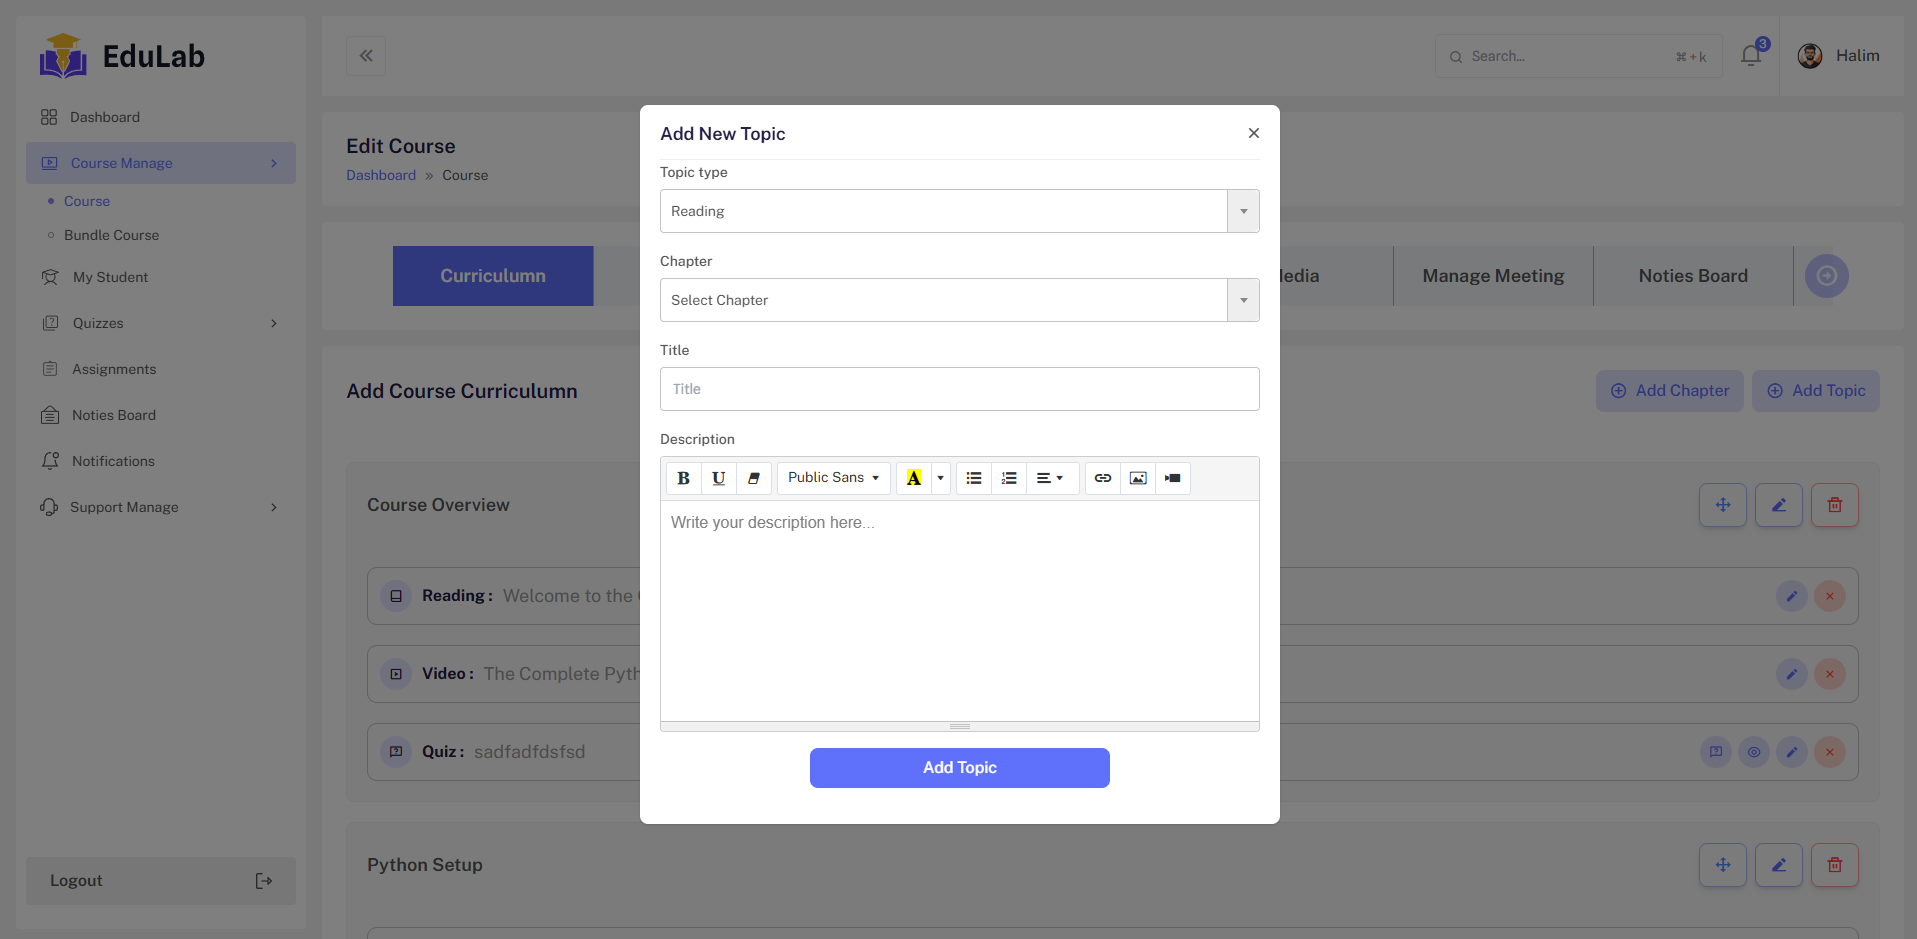 EduLab
Dashboard
Course Manage
Course
Bundle Course
My Student
Quizzes
Assignments
Noties Board
Notifications
Support Manage
Logout
Search...
⌘+k
3
Halim
Edit Course
Dashboard » Course
Curriculumn
Manage Meeting
Noties Board
Add Course Curriculumn
Add Chapter
Add Topic
Course Overview
Reading : Welcome to the
Video : The Complete Pyth
Quiz : sadfadfdsfsd
Python Setup
Add New Topic
Topic type
Reading
Chapter
Select Chapter
Title
Title
Description
B U Public Sans A
Write your description here...
Add Topic